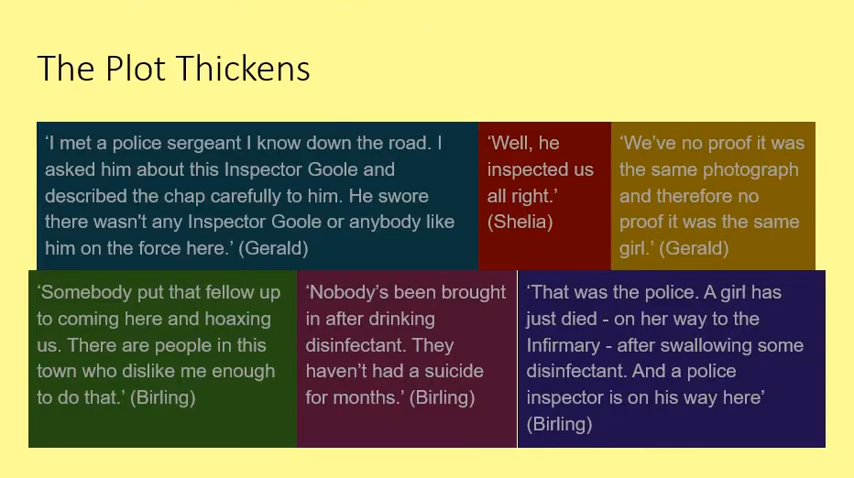 The Plot Thickens
‘I met a police sergeant I know down the road. I
asked him about this Inspector Goole and
described the chap carefully to him. He swore
there wasn't any Inspector Goole or anybody like
him on the force here.’ (Gerald)
‘Well, he
inspected us
all right.’
(Shelia)
‘We’ve no proof it was
the same photograph
and therefore no
proof it was the same
girl.’ (Gerald)
‘Somebody put that fellow up
to coming here and hoaxing
us. There are people in this
town who dislike me enough
to do that.’ (Birling)
‘Nobody’s been brought
in after drinking
disinfectant. They
haven’t had a suicide
for months.’ (Birling)
‘That was the police. A girl has
just died - on her way to the
Infirmary - after swallowing some
disinfectant. And a police
inspector is on his way here’
(Birling)